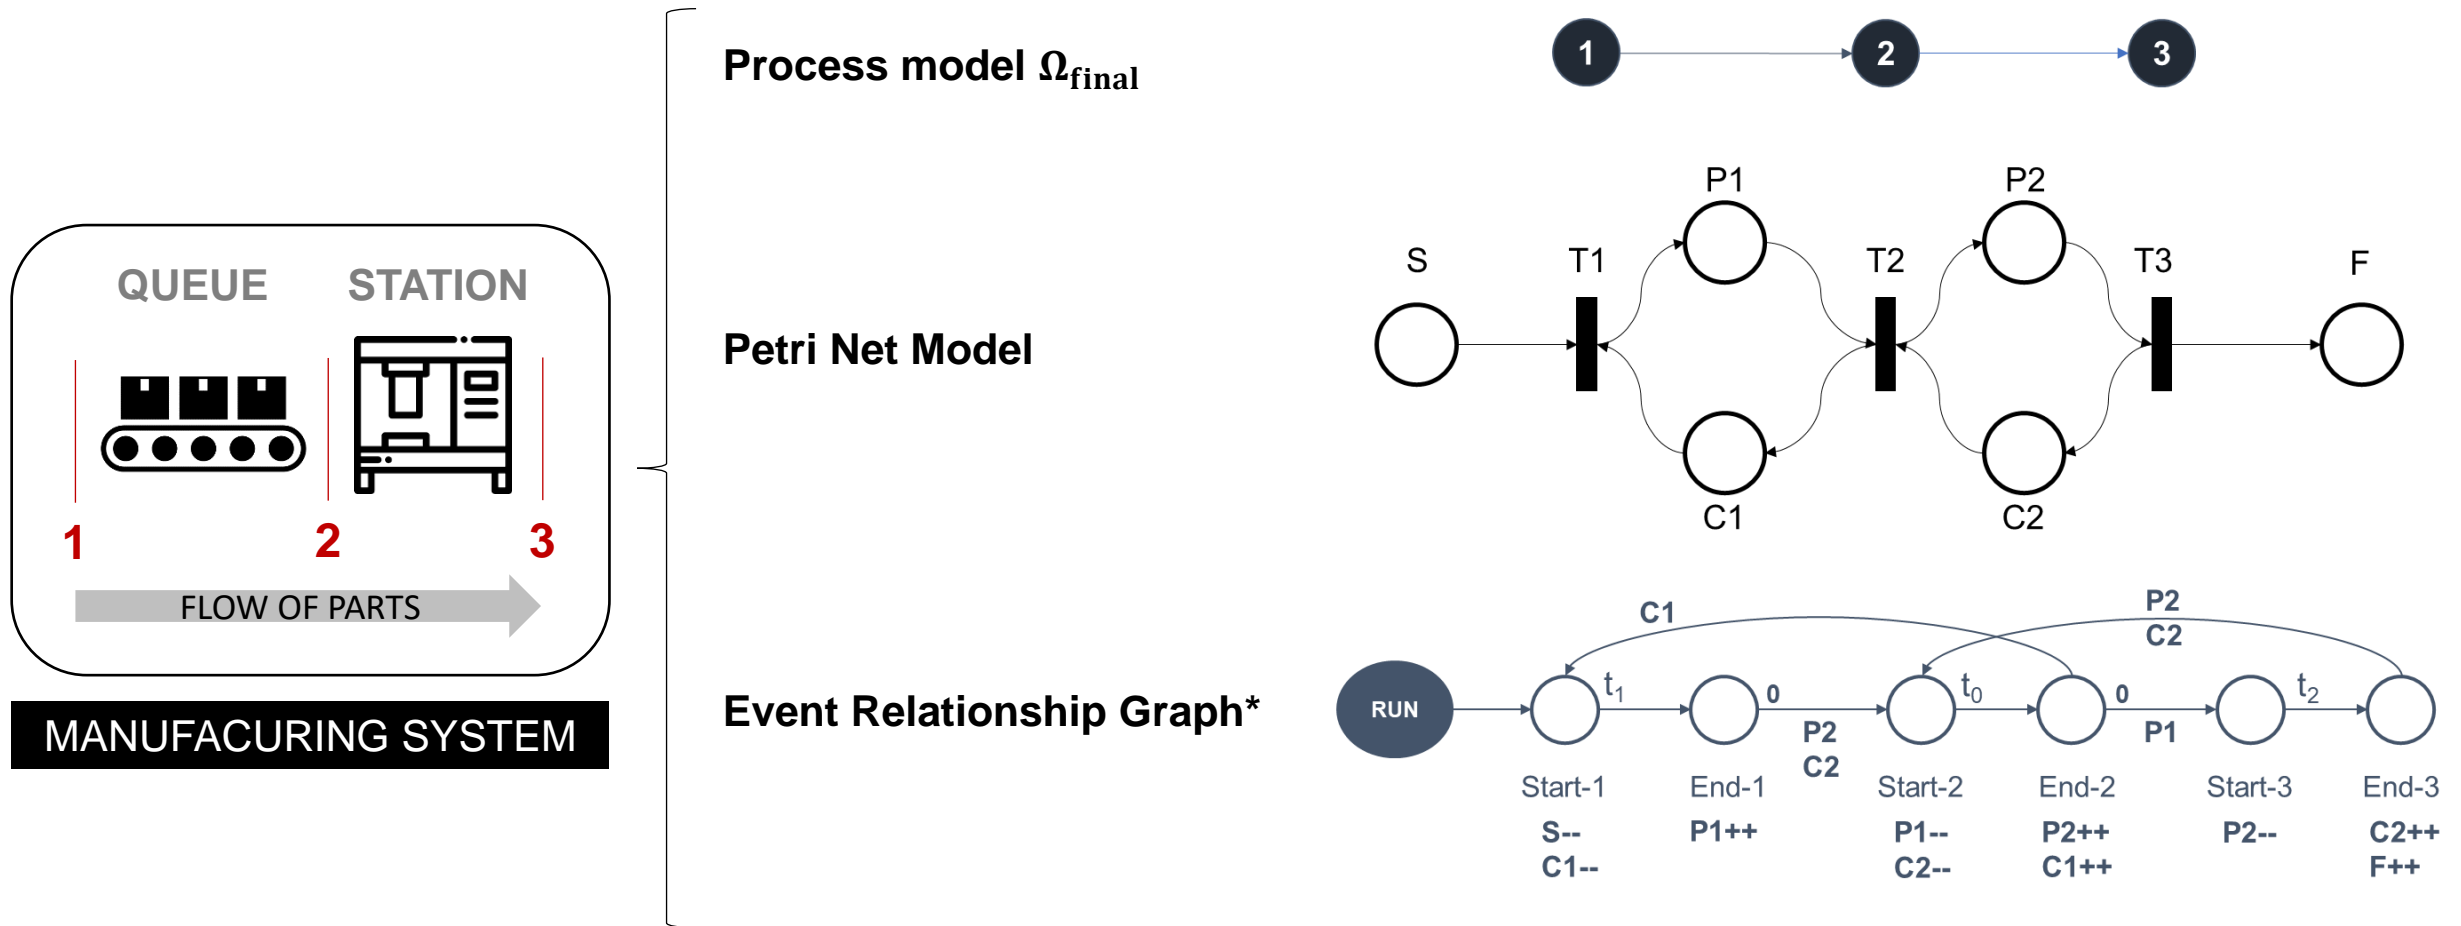 QUEUE STATION
1 2 3
FLOW OF PARTS
MANUFACURING SYSTEM
Process model Ωfinal
1 2 3
Petri Net Model
P1 P2
S T1 T2 T3 F
C1 C2
Event Relationship Graph*
C1 P2
C2
RUN t1 0 t0 0 t2
P2 P1
C2
Start-1 End-1 Start-2 End-2 Start-3 End-3
S-- P1++ P1-- P2++ P2-- C2++
C1-- C2-- C1++ F++